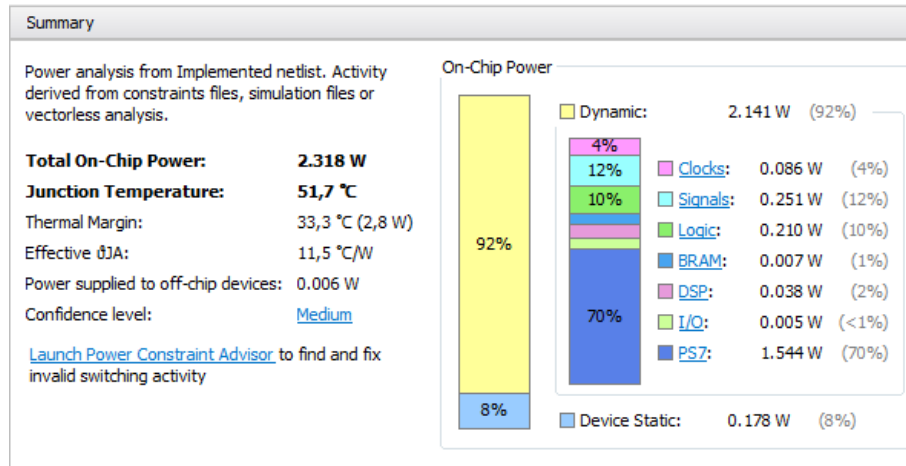 Summary
Power analysis from Implemented netlist. Activity
derived from constraints files, simulation files or
vectorless analysis.
Total On-Chip Power: 2.318 W
Junction Temperature: 51,7 °C
Thermal Margin: 33,3 °C (2,8 W)
Effective ϑJA: 11,5 °C/W
Power supplied to off-chip devices: 0.006 W
Confidence level: Medium
Launch Power Constraint Advisor to find and fix
invalid switching activity
On-Chip Power
92%
8%
Dynamic: 2.141 W (92%)
4%
12%
10%
70%
Clocks: 0.086 W (4%)
Signals: 0.251 W (12%)
Logic: 0.210 W (10%)
BRAM: 0.007 W (1%)
DSP: 0.038 W (2%)
I/O: 0.005 W (<1%)
PS7: 1.544 W (70%)
Device Static: 0.178 W (8%)